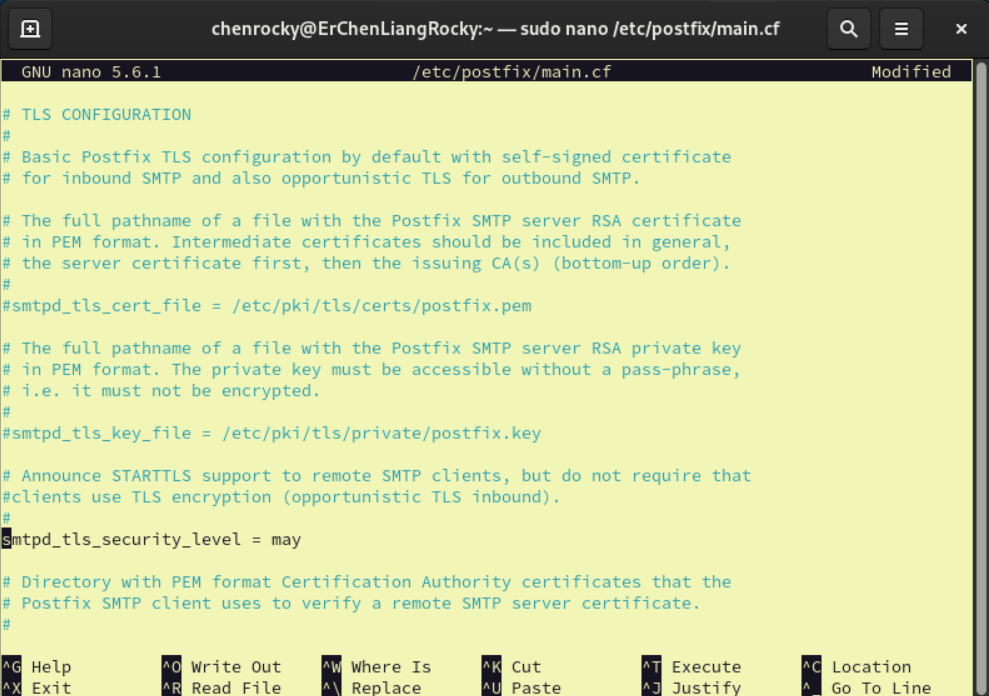 chenrocky@ErChenLiangRocky:~ — sudo nano /etc/postfix/main.cf
GNU nano 5.6.1 /etc/postfix/main.cf Modified
# TLS CONFIGURATION
#
# Basic Postfix TLS configuration by default with self-signed certificate
# for inbound SMTP and also opportunistic TLS for outbound SMTP.
# The full pathname of a file with the Postfix SMTP server RSA certificate
# in PEM format. Intermediate certificates should be included in general,
# the server certificate first, then the issuing CA(s) (bottom-up order).
#
#smtpd_tls_cert_file = /etc/pki/tls/certs/postfix.pem
# The full pathname of a file with the Postfix SMTP server RSA private key
# in PEM format. The private key must be accessible without a pass-phrase,
# i.e. it must not be encrypted.
#
#smtpd_tls_key_file = /etc/pki/tls/private/postfix.key
# Announce STARTTLS support to remote SMTP clients, but do not require that
#clients use TLS encryption (opportunistic TLS inbound).
#
smtpd_tls_security_level = may
# Directory with PEM format Certification Authority certificates that the
# Postfix SMTP client uses to verify a remote SMTP server certificate.
#
^G Help ^O Write Out ^W Where Is ^K Cut ^T Execute ^C Location
^X Exit ^R Read File ^\ Replace ^U Paste ^J Justify ^_ Go To Line